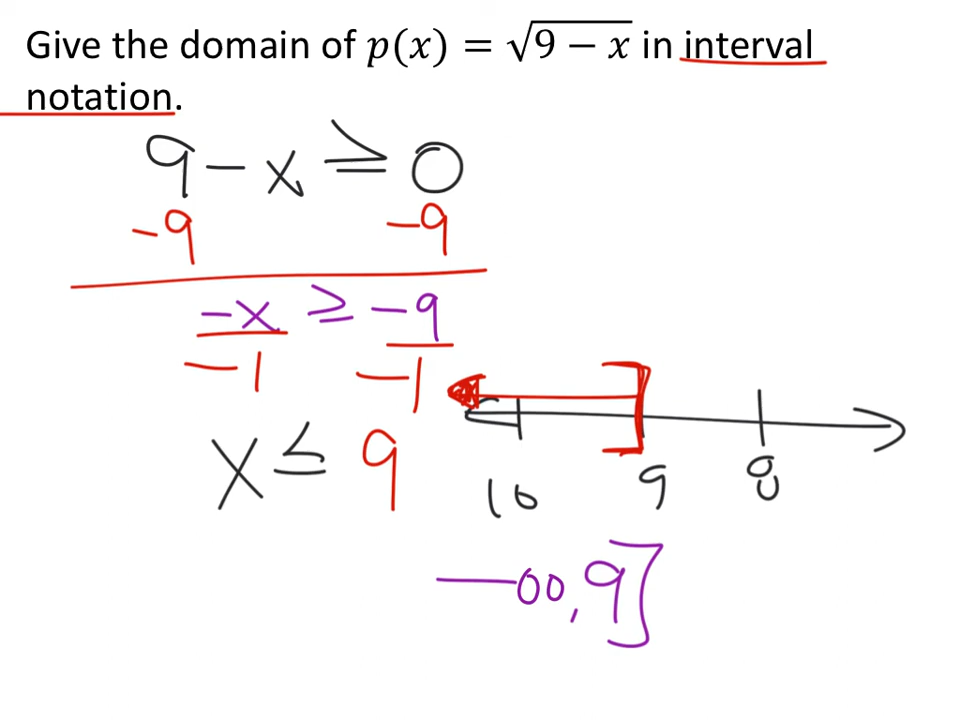 Give the domain of p(x) = √9 − x in interval
notation.
9 − x ≥ 0
−9 −9
−x ≥ −9
−1 −1
x ≤ 9
10 9 8
−∞, 9]